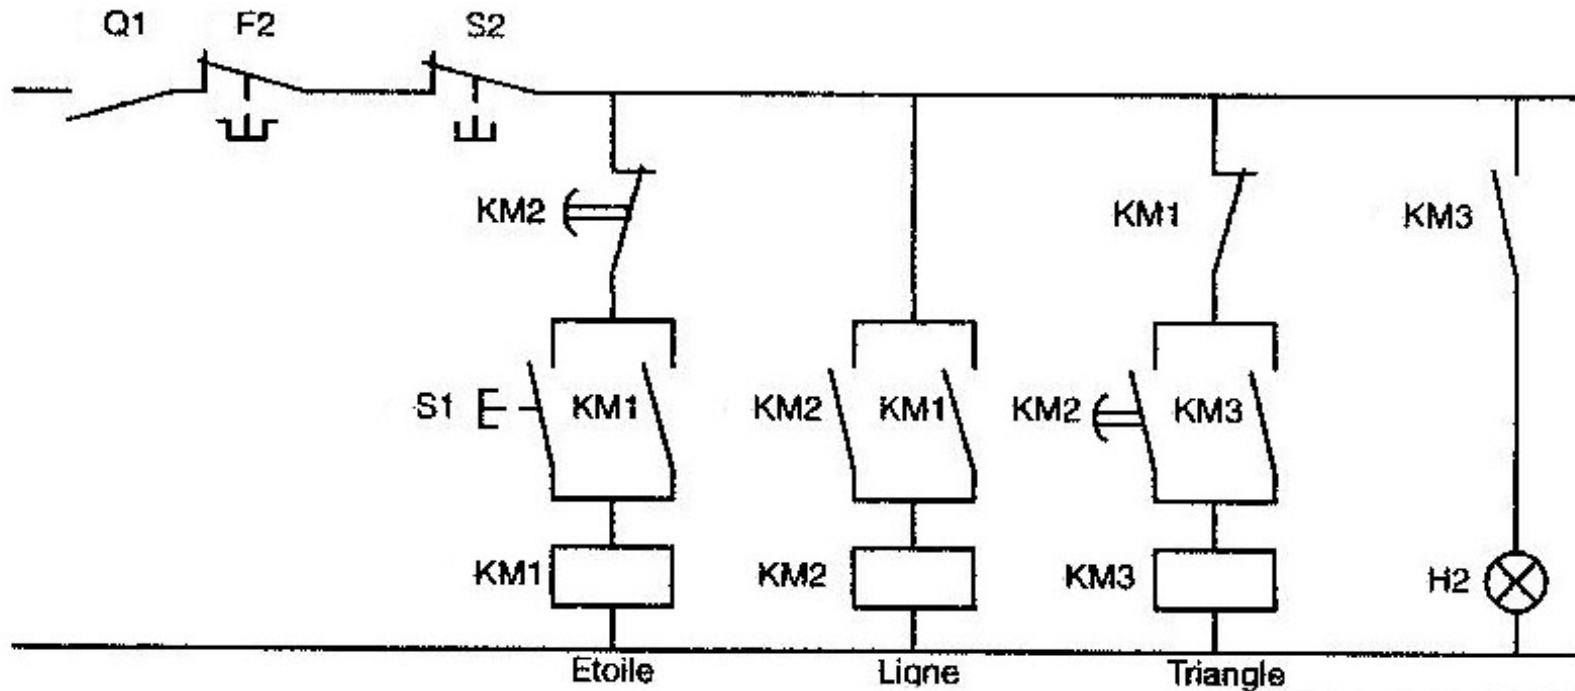 Q1 F2 S2
KM2 KM1 KM3
S1 KM1 KM2 KM1 KM2 KM3
KM1 KM2 KM3 H2
Etoile Ligne Triangle